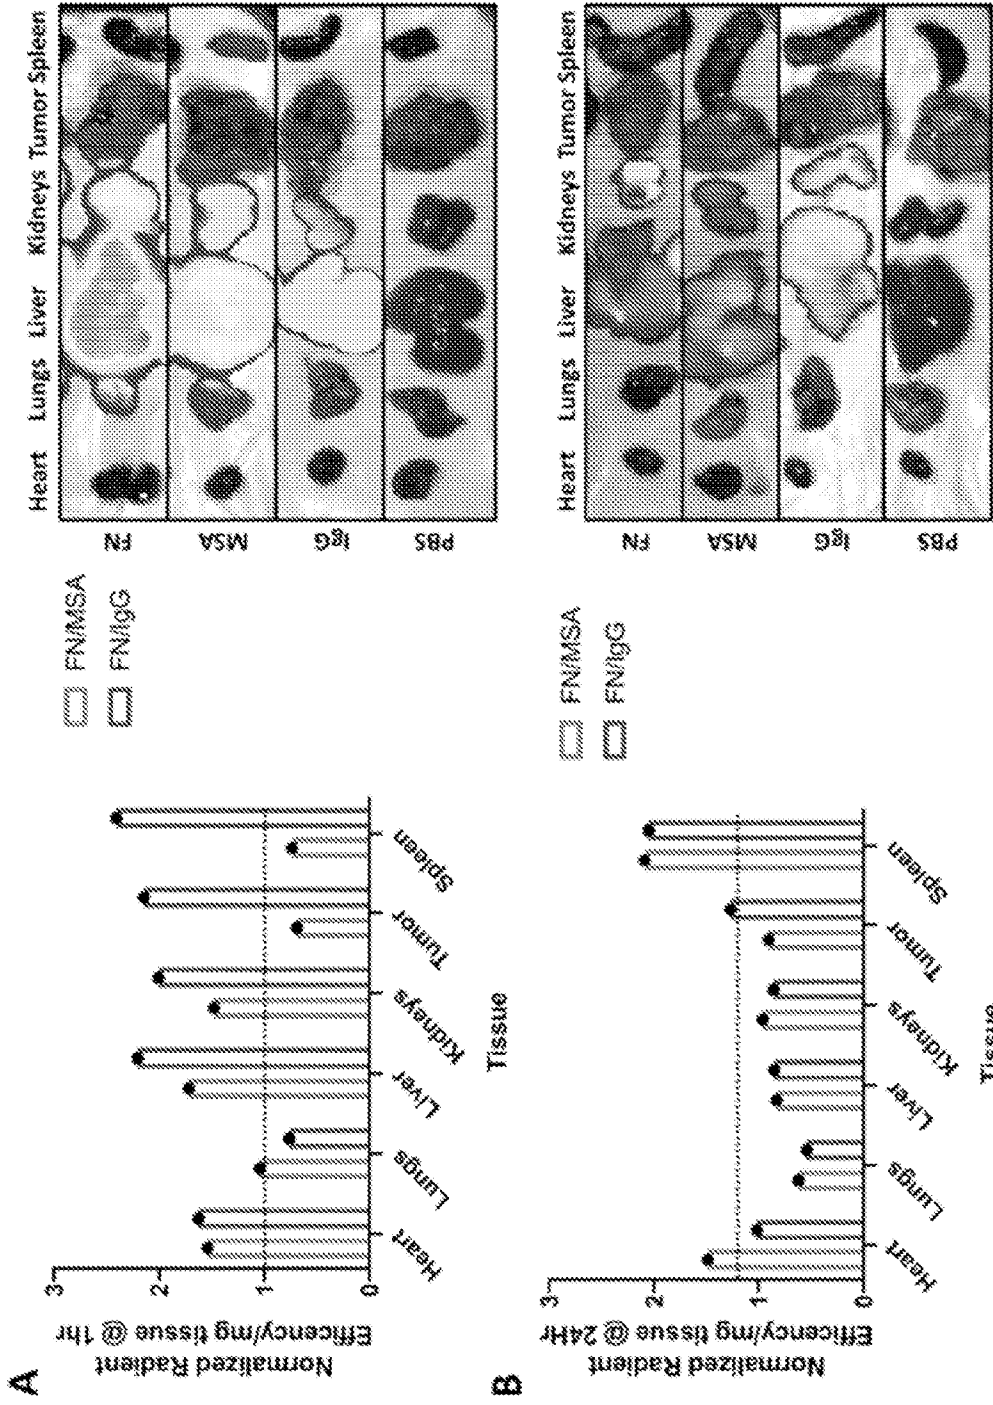 A
Normalized Radient
Efficency/mg tissue @ 1hr
3
2
1
0
Heart
Lungs
Liver
Kidneys
Tumor
Spleen
Tissue
FN/MSA
FN/IgG
Heart Lungs Liver Kidneys Tumor Spleen
FN
MSA
IgG
PBS
B
Normalized Radient
Efficency/mg tissue @ 24Hr
3
2
1
0
Heart
Lungs
Liver
Kidneys
Tumor
Spleen
Tissue
FN/MSA
FN/IgG
Heart Lungs Liver Kidneys Tumor Spleen
FN
MSA
IgG
PBS